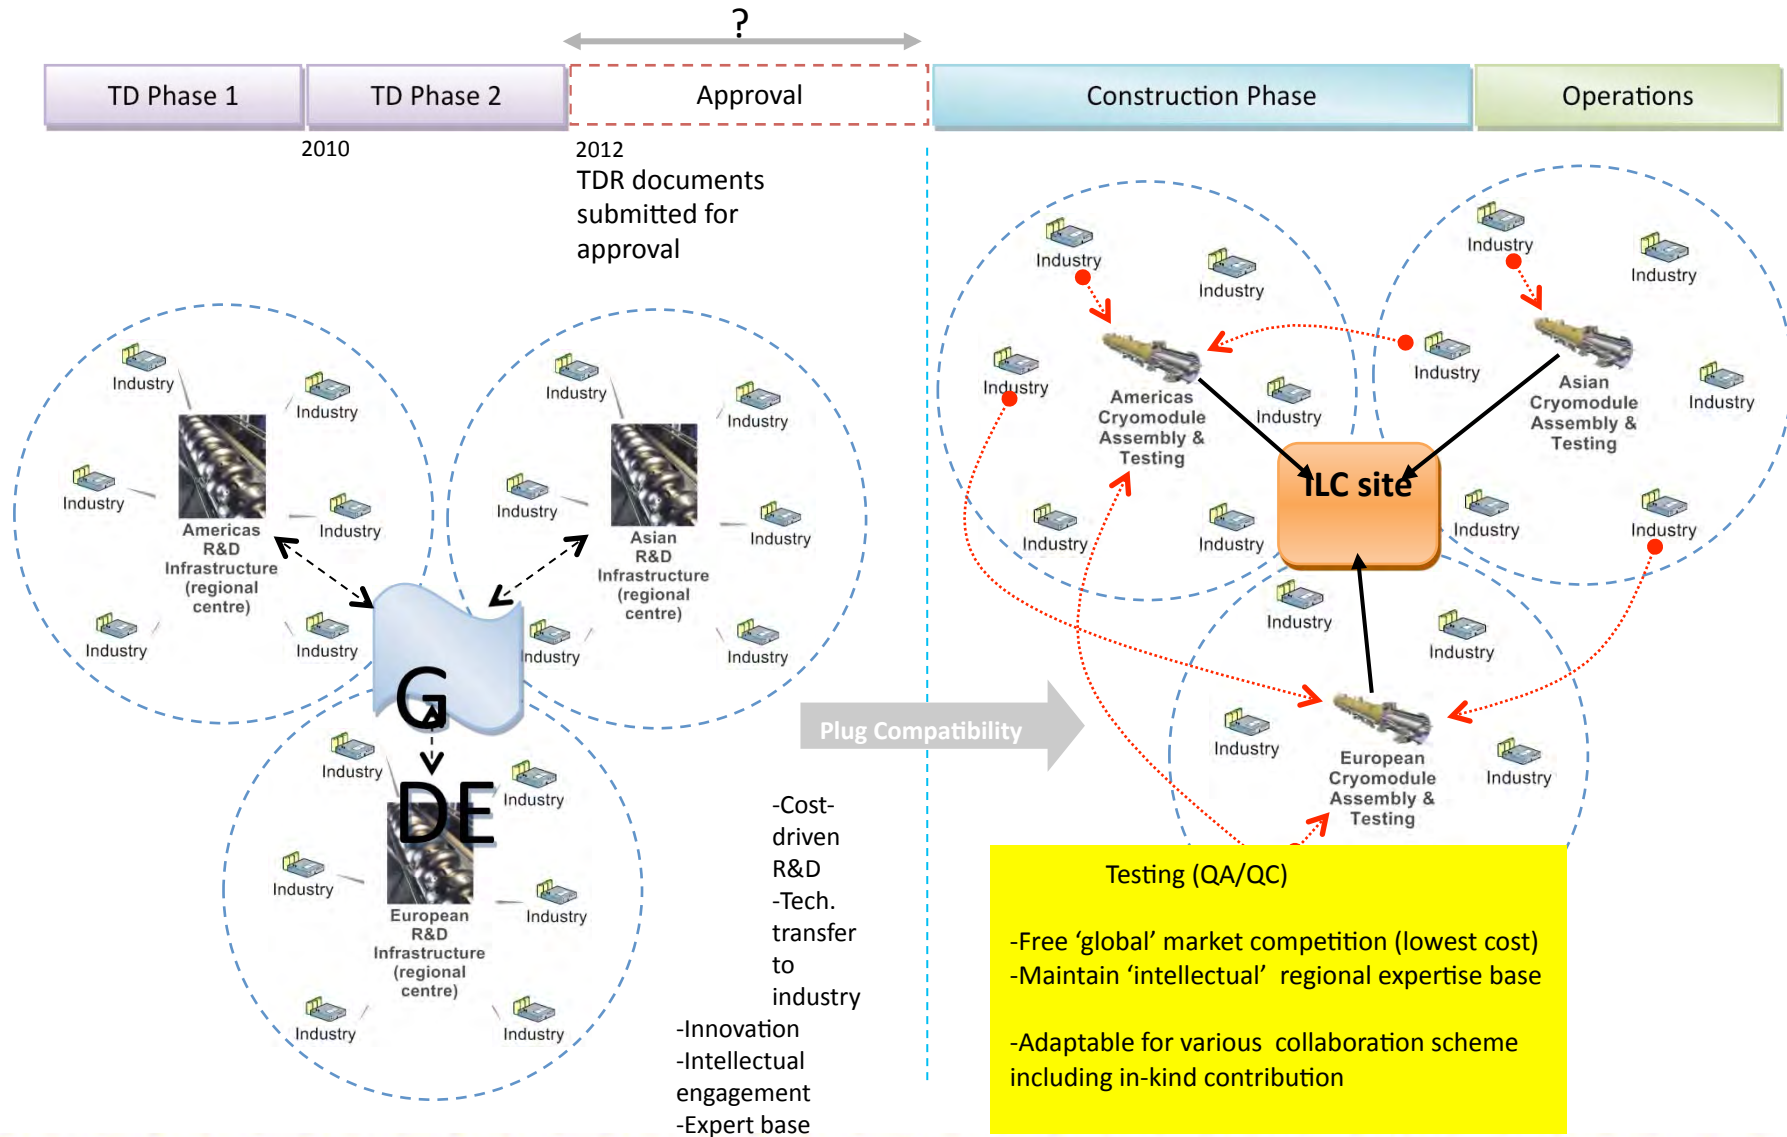 ?
TD Phase 1
TD Phase 2
Approval
Construction Phase
Operations
2010
2012
TDR documents
submitted for
approval
Industry
Industry
Industry
Industry
Industry
Industry
Americas
R&D
Infrastructure
(regional
centre)
Industry
Industry
Industry
Industry
Industry
Industry
Asian
R&D
Infrastructure
(regional
centre)
G
DE
Industry
Industry
Industry
Industry
Industry
Industry
European
R&D
Infrastructure
(regional
centre)
Plug Compatibility
-Cost-
driven
R&D
-Tech.
transfer
to
industry
-Innovation
-Intellectual
engagement
-Expert base
Industry
Industry
Industry
Industry
Industry
Industry
Americas
Cryomodule
Assembly &
Testing
Industry
Industry
Industry
Industry
Industry
Industry
Asian
Cryomodule
Assembly &
Testing
ILC site
Industry
Industry
Industry
Industry
European
Cryomodule
Assembly &
Testing
Testing (QA/QC)
-Free ‘global’ market competition (lowest cost)
-Maintain ‘intellectual’ regional expertise base
-Adaptable for various collaboration scheme
including in-kind contribution